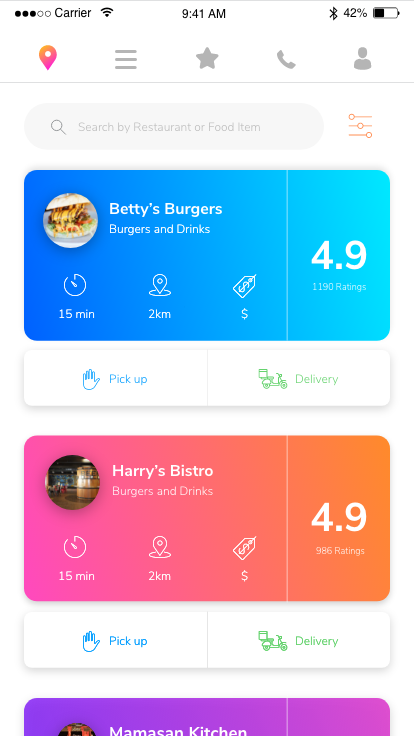 Carrier 9:41 AM 42%
Search by Restaurant or Food Item
Betty's Burgers
Burgers and Drinks
4.9
1190 Ratings
15 min 2km $
Pick up Delivery
Harry's Bistro
Burgers and Drinks
4.9
986 Ratings
15 min 2km $
Pick up Delivery
Mamasan Kitchen